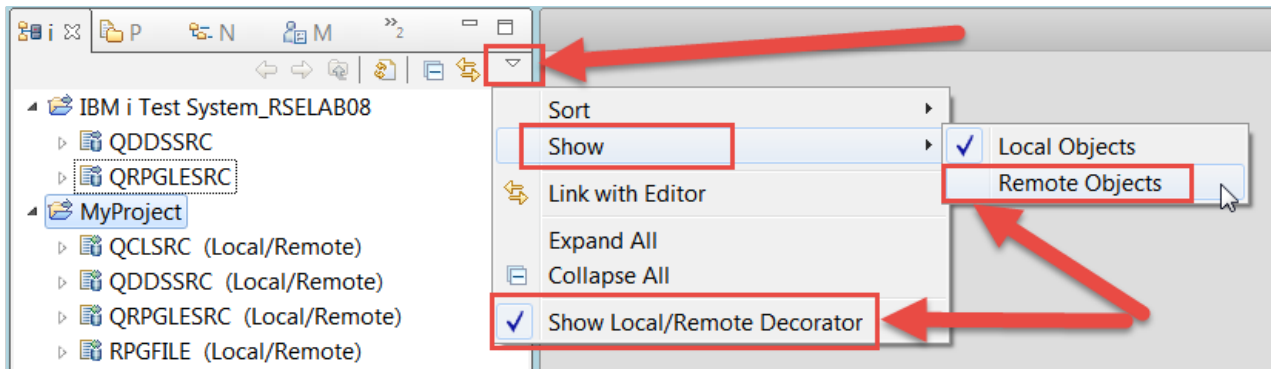 i P N M »2
IBM i Test System_RSELAB08
QDDSSRC
QRPGLESRC
MyProject
QCLSRC (Local/Remote)
QDDSSRC (Local/Remote)
QRPGLESRC (Local/Remote)
RPGFILE (Local/Remote)
Sort
Show
Link with Editor
Expand All
Collapse All
Show Local/Remote Decorator
Local Objects
Remote Objects